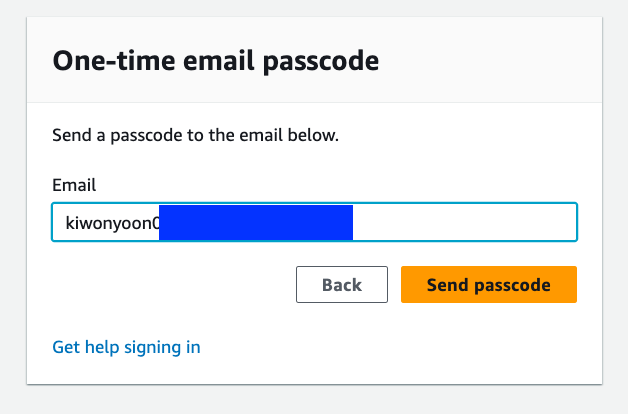 One-time email passcode
Send a passcode to the email below.
Email
kiwonyoon0
Back
Send passcode
Get help signing in